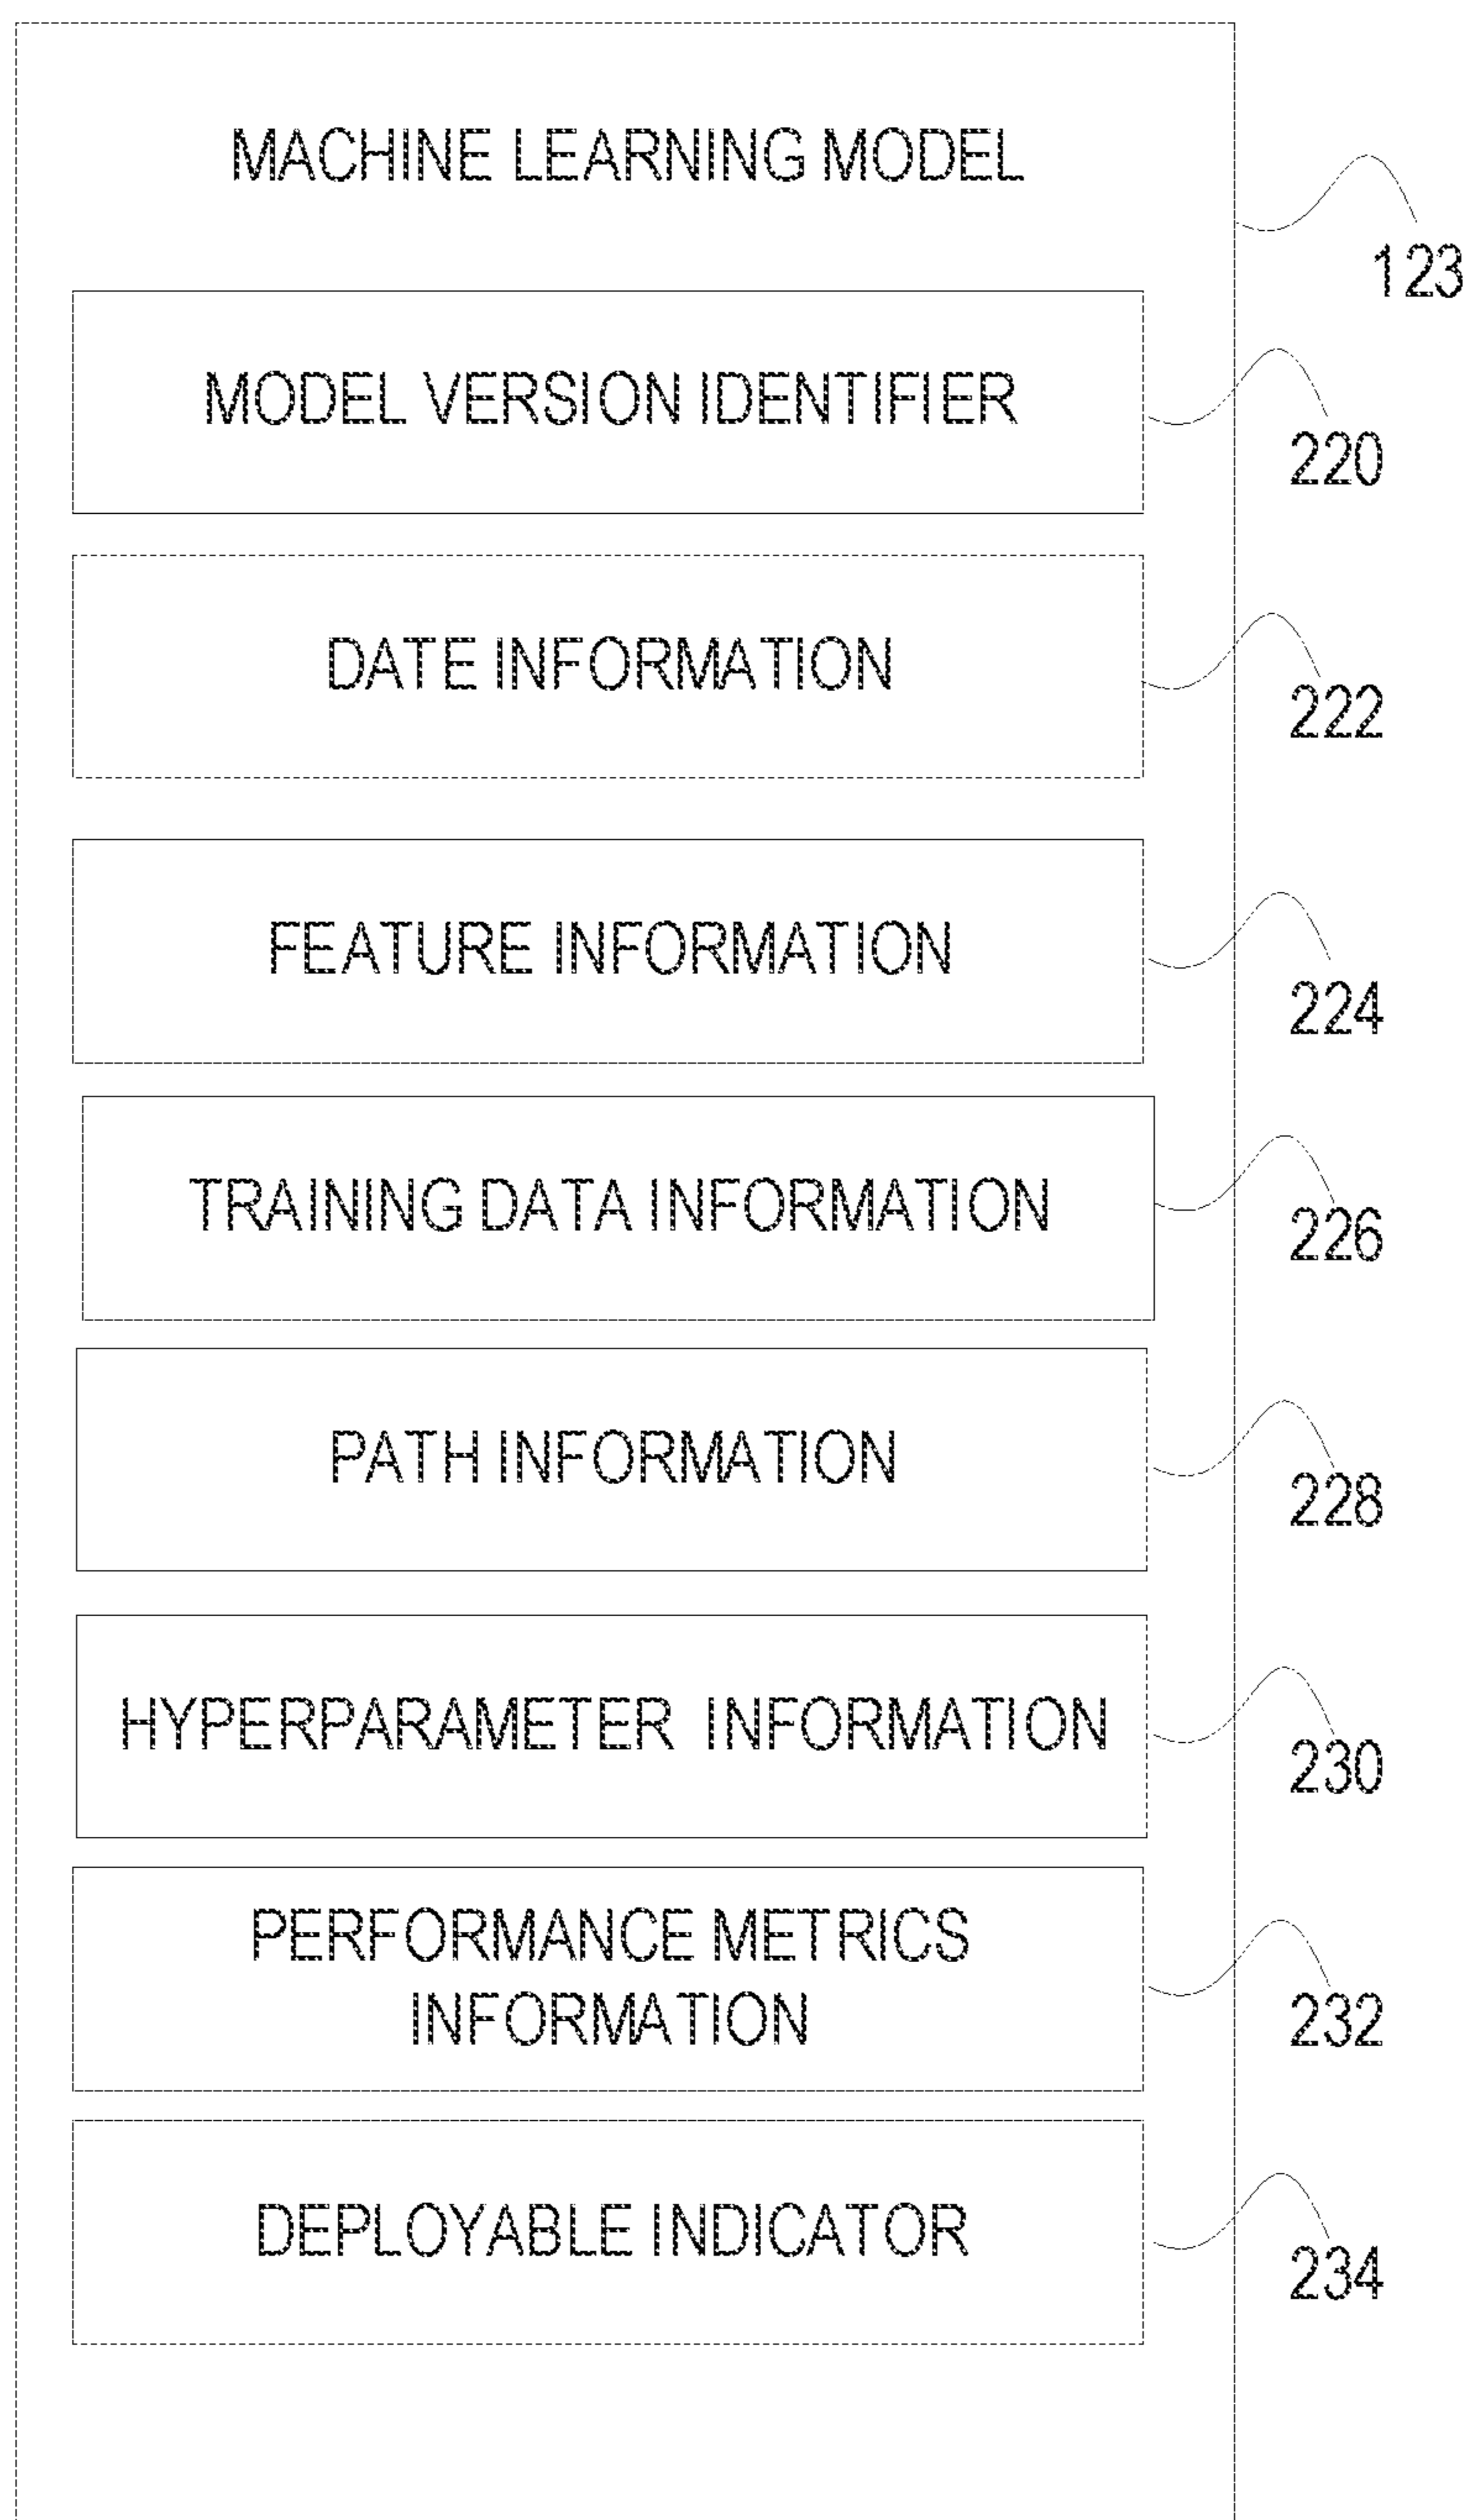 MACHINE LEARNING MODEL
123
MODEL VERSION IDENTIFIER
220
DATE INFORMATION
222
FEATURE INFORMATION
224
TRAINING DATA INFORMATION
226
PATH INFORMATION
228
HYPERPARAMETER INFORMATION
230
PERFORMANCE METRICS
INFORMATION
232
DEPLOYABLE INDICATOR
234